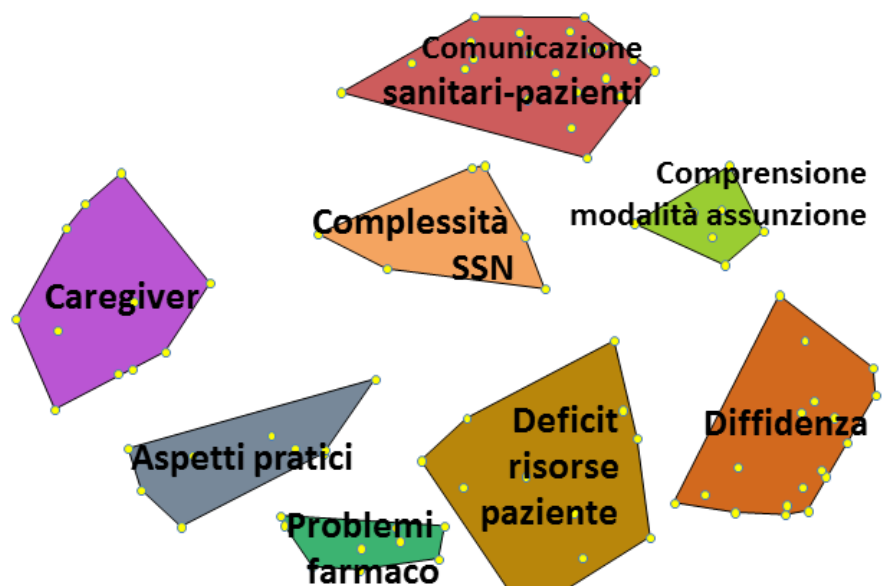 Comunicazione
sanitari-pazienti
Comprensione
modalità assunzione
Complessità
SSN
Caregiver
Deficit
risorse
paziente
Diffidenza
Aspetti pratici
Problemi
farmaco